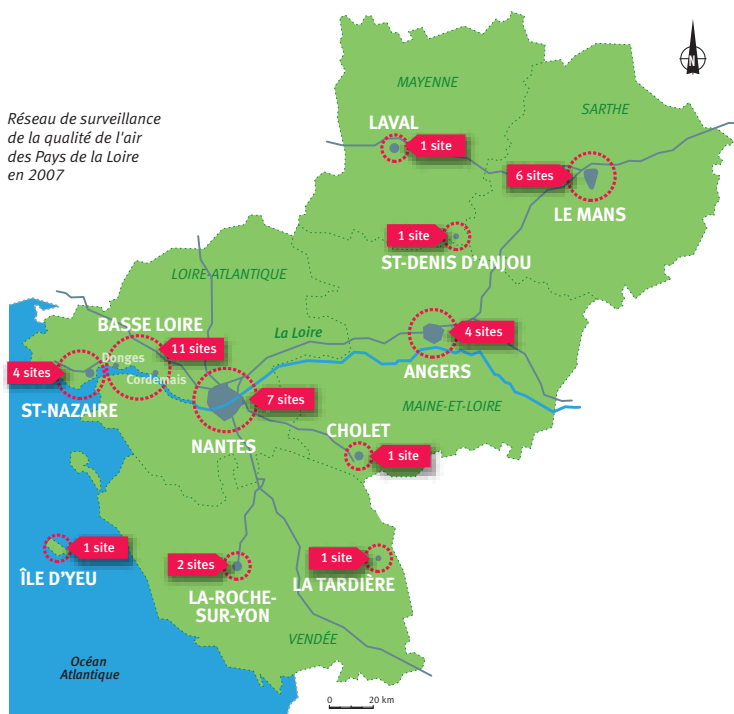 Réseau de surveillance
de la qualité de l'air
des Pays de la Loire
en 2007
N
MAYENNE
SARTHE
LAVAL
1 site
6 sites
LE MANS
1 site
ST-DENIS D'ANJOU
LOIRE-ATLANTIQUE
BASSE LOIRE
La Loire
11 sites
4 sites
Donges
4 sites
Cordemais
ANGERS
ST-NAZAIRE
7 sites
MAINE-ET-LOIRE
NANTES
CHOLET
1 site
1 site
ÎLE D'YEU
2 sites
1 site
LA TARDIÈRE
LA-ROCHE-
SUR-YON
VENDÉE
Océan
Atlantique
0 20 km